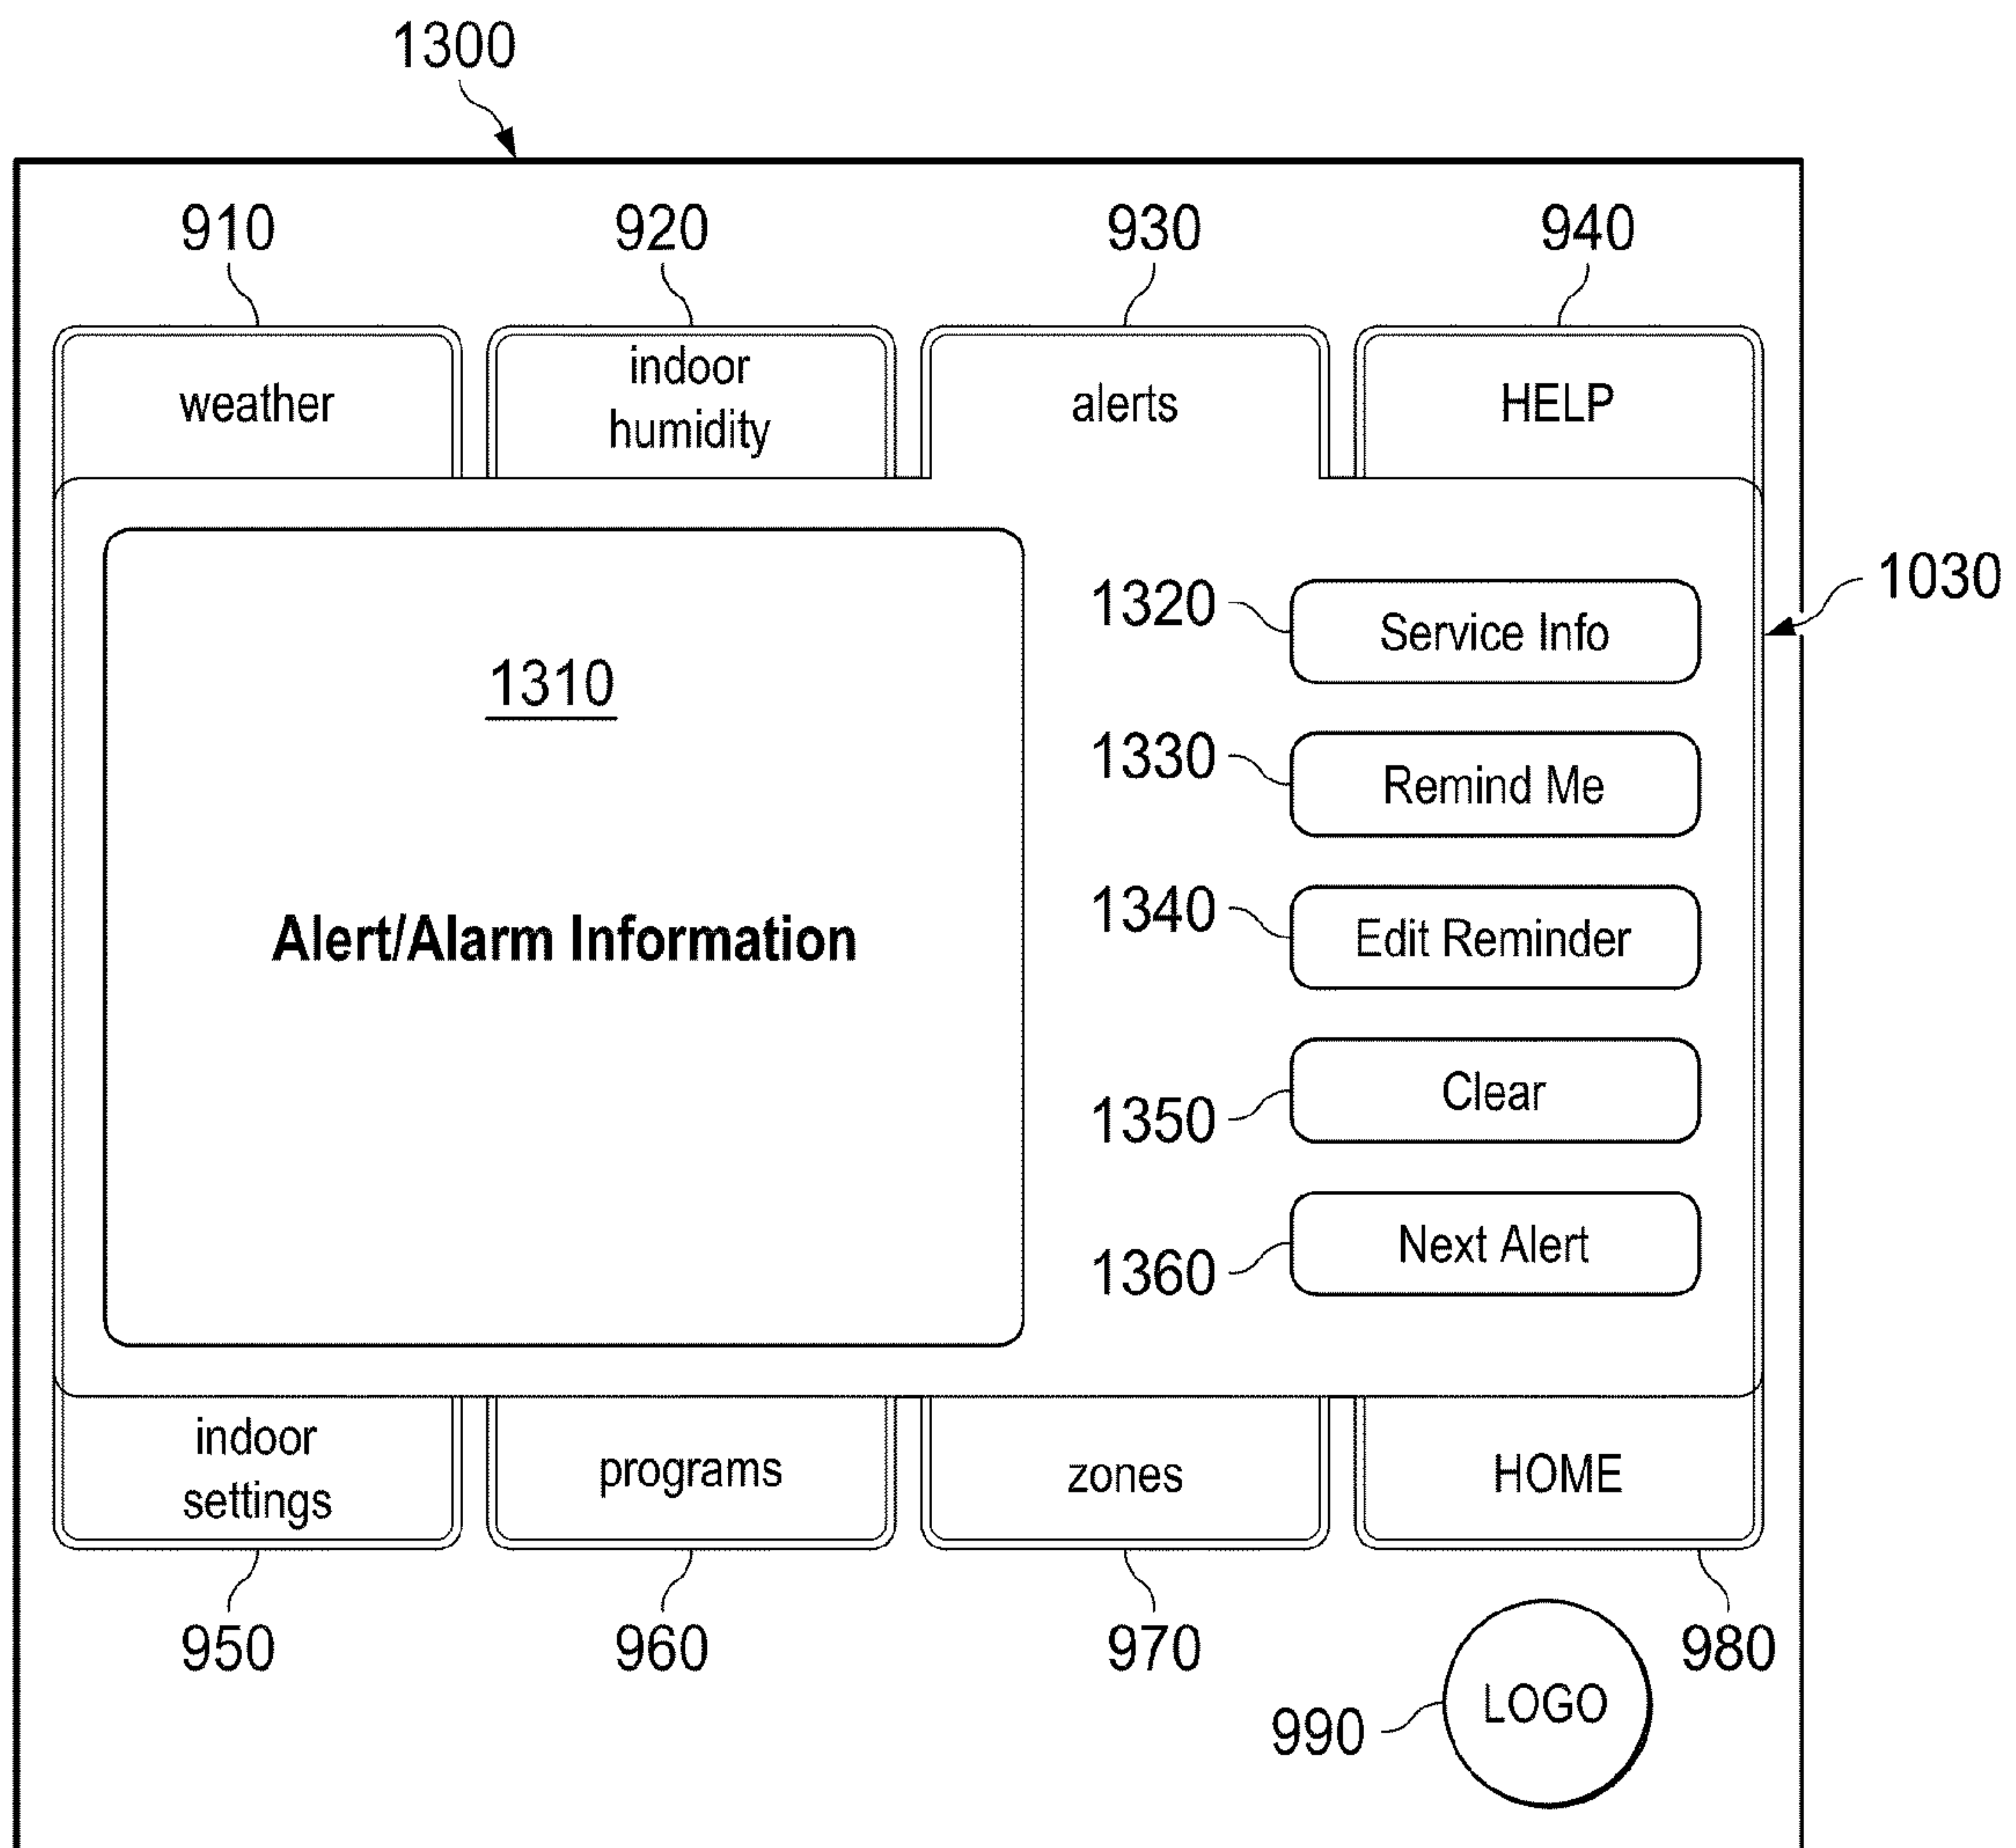 1300
910
920
930
940
weather
indoor
humidity
alerts
HELP
1030
1310
Alert/Alarm Information
1320
Service Info
1330
Remind Me
1340
Edit Reminder
1350
Clear
1360
Next Alert
indoor
settings
programs
zones
HOME
950
960
970
980
990
LOGO